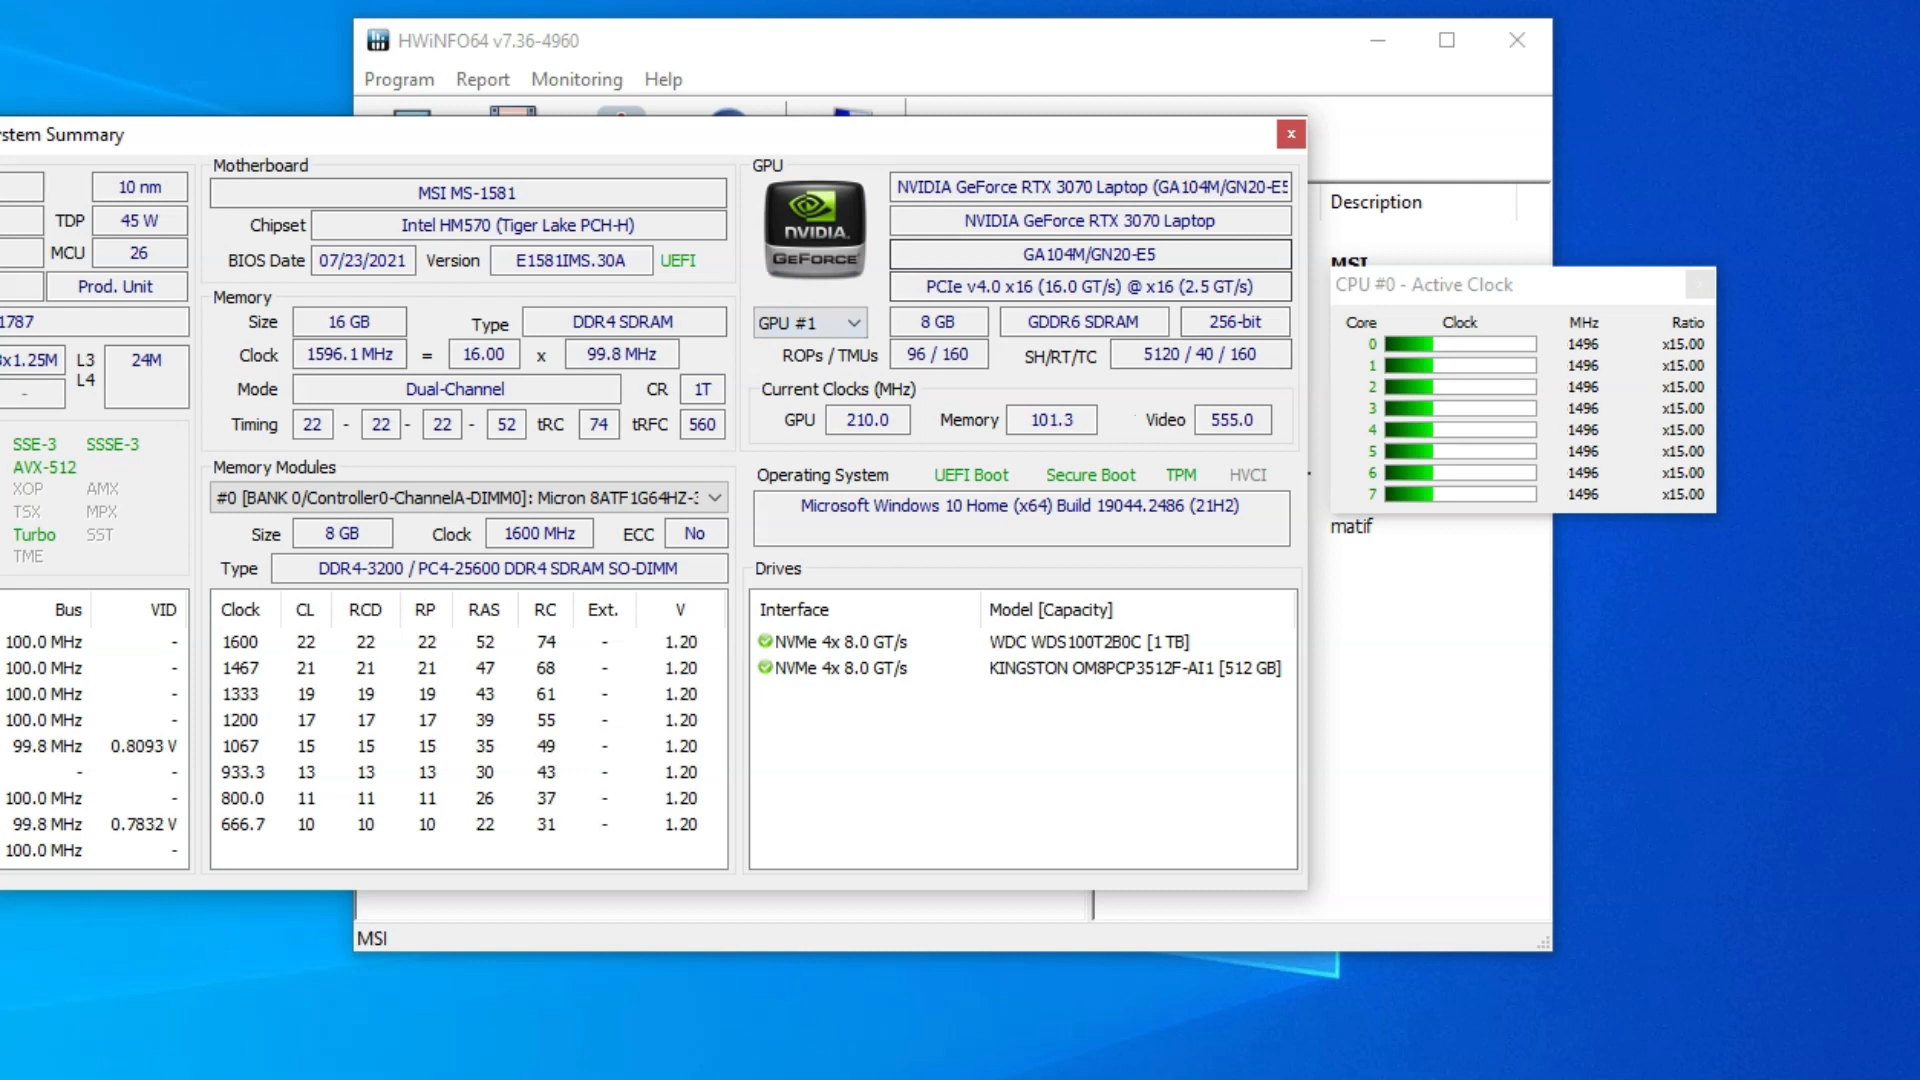 HWiNFO64 v7.36-4960
Program Report Monitoring Help
stem Summary
x
10 nm
TDP 45 W
MCU 26
Prod. Unit
1787
x1.25M L3 24M
L4
-
SSE-3 SSSE-3
AVX-512
XOP AMX
TSX MPX
Turbo SST
TME
Bus VID
100.0 MHz -
100.0 MHz -
100.0 MHz -
100.0 MHz -
99.8 MHz 0.8093 V
- -
100.0 MHz -
99.8 MHz 0.7832 V
100.0 MHz -
Motherboard
MSI MS-1581
Chipset Intel HM570 (Tiger Lake PCH-H)
BIOS Date 07/23/2021 Version E1581IMS.30A UEFI
Memory
Size 16 GB Type DDR4 SDRAM
Clock 1596.1 MHz = 16.00 x 99.8 MHz
Mode Dual-Channel CR 1T
Timing 22 - 22 - 22 - 52 tRC 74 tRFC 560
Memory Modules
#0 [BANK 0/Controller0-ChannelA-DIMM0]: Micron 8ATF1G64HZ-
Size 8 GB Clock 1600 MHz ECC No
Type DDR4-3200 / PC4-25600 DDR4 SDRAM SO-DIMM
Clock CL RCD RP RAS RC Ext. V
1600 22 22 22 52 74 - 1.20
1467 21 21 21 47 68 - 1.20
1333 19 19 19 43 61 - 1.20
1200 17 17 17 39 55 - 1.20
1067 15 15 15 35 49 - 1.20
933.3 13 13 13 30 43 - 1.20
800.0 11 11 11 26 37 - 1.20
666.7 10 10 10 22 31 - 1.20
GPU
NVIDIA.
GEFORCE
NVIDIA GeForce RTX 3070 Laptop (GA104M/GN20-E5
NVIDIA GeForce RTX 3070 Laptop
GA104M/GN20-E5
PCIe v4.0 x16 (16.0 GT/s) @ x16 (2.5 GT/s)
GPU #1 8 GB GDDR6 SDRAM 256-bit
ROPs / TMUs 96 / 160 SH/RT/TC 5120 / 40 / 160
Current Clocks (MHz)
GPU 210.0 Memory 101.3 Video 555.0
Operating System UEFI Boot Secure Boot TPM HVCI
Microsoft Windows 10 Home (x64) Build 19044.2486 (21H2)
Drives
Interface Model [Capacity]
NVMe 4x 8.0 GT/s WDC WDS100T2B0C [1 TB]
NVMe 4x 8.0 GT/s KINGSTON OM8PCP3512F-AI1 [512 GB]
Description
MSI
CPU #0 - Active Clock
Core Clock MHz Ratio
0 1496 x15.00
1 1496 x15.00
2 1496 x15.00
3 1496 x15.00
4 1496 x15.00
5 1496 x15.00
6 1496 x15.00
7 1496 x15.00
matif
MSI